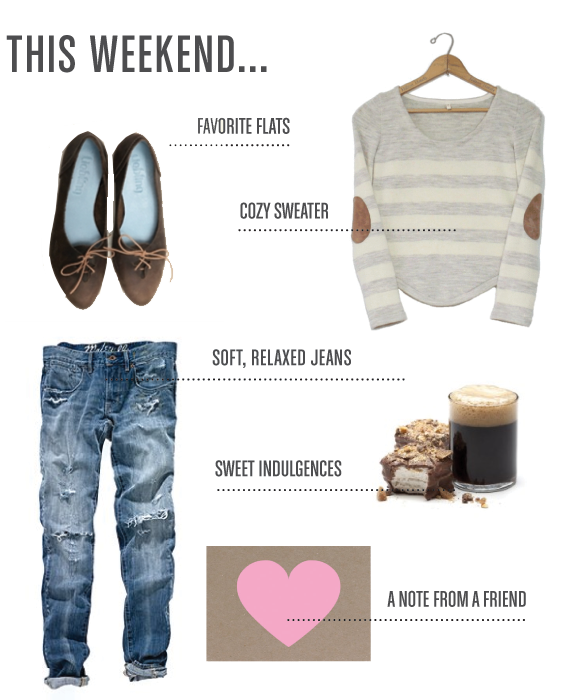 THIS WEEKEND...
FAVORITE FLATS
COZY SWEATER
SOFT, RELAXED JEANS
SWEET INDULGENCES
A NOTE FROM A FRIEND